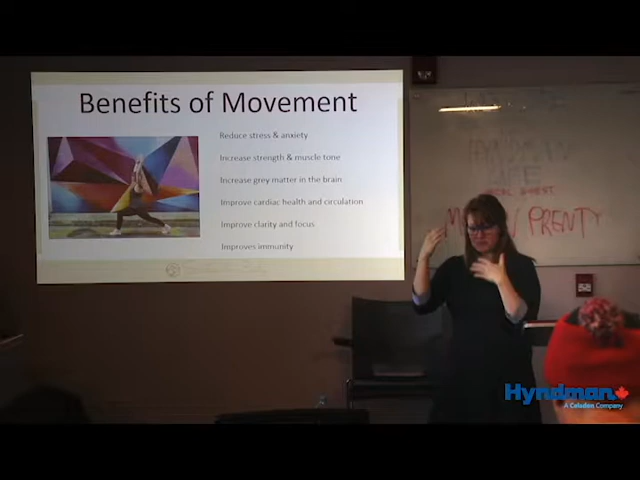 Benefits of Movement
Reduce stress & anxiety
Increase strength & muscle tone
Increase grey matter in the brain
Improve cardiac health and circulation
Improve clarity and focus
Improves immunity
PRENTY
Hyndman
A Celadon Company